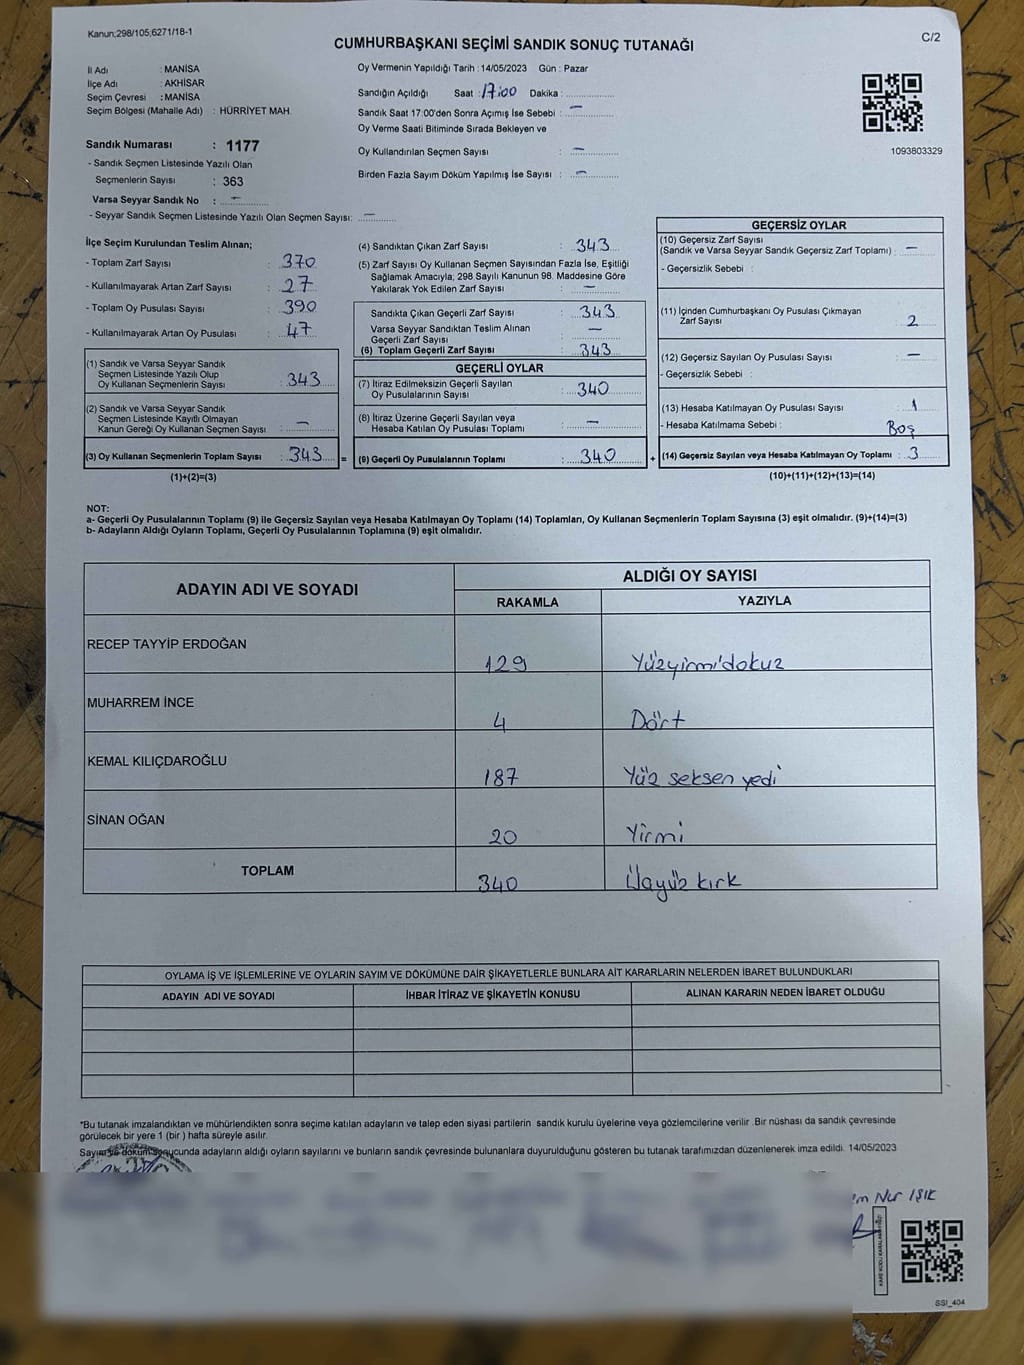 Kanun;298/105;6271/18-1
C/2
CUMHURBAŞKANI SEÇİMİ SANDIK SONUÇ TUTANAĞI
İl Adı : MANİSA
İlçe Adı : AKHİSAR
Seçim Çevresi : MANİSA
Seçim Bölgesi (Mahalle Adı) : HÜRRİYET MAH.
Sandık Numarası : 1177
- Sandık Seçmen Listesinde Yazılı Olan
Seçmenlerin Sayısı : 363
Varsa Seyyar Sandık No : –
- Seyyar Sandık Seçmen Listesinde Yazılı Olan Seçmen Sayısı: –
Oy Vermenin Yapıldığı Tarih : 14/05/2023 Gün : Pazar
Sandığın Açıldığı Saat : 17:00 Dakika :
Sandık Saat 17:00'den Sonra Açımış İse Sebebi : –
Oy Verme Saati Bitiminde Sırada Bekleyen ve
Oy Kullandırılan Seçmen Sayısı : –
Birden Fazla Sayım Döküm Yapılmış İse Sayısı : –
1093803329
İlçe Seçim Kurulundan Teslim Alınan;
- Toplam Zarf Sayısı : 370
- Kullanılmayarak Artan Zarf Sayısı : 27
- Toplam Oy Pusulası Sayısı : 390
- Kullanılmayarak Artan Oy Pusulası : 47
(1) Sandık ve Varsa Seyyar Sandık
Seçmen Listesinde Yazılı Olup
Oy Kullanan Seçmenlerin Sayısı : 343
(2) Sandık ve Varsa Seyyar Sandık
Seçmen Listesinde Kayıtlı Olmayan
Kanun Gereği Oy Kullanan Seçmen Sayısı : –
(3) Oy Kullanan Seçmenlerin Toplam Sayısı : 343 =
(1)+(2)=(3)
(4) Sandıktan Çıkan Zarf Sayısı : 343
(5) Zarf Sayısı Oy Kullanan Seçmen Sayısından Fazla İse, Eşitliği
Sağlamak Amacıyla, 298 Sayılı Kanunun 98. Maddesine Göre
Yakılarak Yok Edilen Zarf Sayısı : –
Sandıkta Çıkan Geçerli Zarf Sayısı : 343
Varsa Seyyar Sandıktan Teslim Alınan
Geçerli Zarf Sayısı : –
(6) Toplam Geçerli Zarf Sayısı : 343
GEÇERLİ OYLAR
(7) İtiraz Edilmeksizin Geçerli Sayılan
Oy Pusulalarının Sayısı : 340
(8) İtiraz Üzerine Geçerli Sayılan veya
Hesaba Katılan Oy Pusulası Toplamı : –
(9) Geçerli Oy Pusulalarının Toplamı : 340 +
GEÇERSİZ OYLAR
(10) Geçersiz Zarf Sayısı
(Sandık ve Varsa Seyyar Sandık Geçersiz Zarf Toplamı) : –
- Geçersizlik Sebebi :
(11) İçinden Cumhurbaşkanı Oy Pusulası Çıkmayan
Zarf Sayısı : 2
(12) Geçersiz Sayılan Oy Pusulası Sayısı : –
- Geçersizlik Sebebi :
(13) Hesaba Katılmayan Oy Pusulası Sayısı : 1
- Hesaba Katılmama Sebebi : Boş
(14) Geçersiz Sayılan veya Hesaba Katılmayan Oy Toplamı : 3
(10)+(11)+(12)+(13)=(14)
NOT:
a- Geçerli Oy Pusulalarının Toplamı (9) ile Geçersiz Sayılan veya Hesaba Katılmayan Oy Toplamı (14) Toplamları, Oy Kullanan Seçmenlerin Toplam Sayısına (3) eşit olmalıdır. (9)+(14)=(3)
b- Adayların Aldığı Oyların Toplamı, Geçerli Oy Pusulalarının Toplamına (9) eşit olmalıdır.
ADAYIN ADI VE SOYADI
ALDIĞI OY SAYISI
RAKAMLA YAZIYLA
RECEP TAYYİP ERDOĞAN 129 Yüzyirmi dokuz
MUHARREM İNCE 4 Dört
KEMAL KILIÇDAROĞLU 187 Yüz seksen yedi
SİNAN OĞAN 20 Yirmi
TOPLAM 340 Üçyüz kırk
OYLAMA İŞ VE İŞLEMLERİNE VE OYLARIN SAYIM VE DÖKÜMÜNE DAİR ŞİKAYETLERLE BUNLARA AİT KARARLARIN NELERDEN İBARET BULUNDUKLARI
ADAYIN ADI VE SOYADI İHBAR İTİRAZ VE ŞİKAYETİN KONUSU ALINAN KARARIN NEDEN İBARET OLDUĞU
*Bu tutanak imzalandıktan ve mühürlendikten sonra seçime katılan adayların ve talep eden siyasi partilerin sandık kurulu üyelerine veya gözlemcilerine verilir. Bir nüshası da sandık çevresinde
görülecek bir yere 1 (bir ) hafta süreyle asılır.
Sayım ve döküm sonucunda adayların aldığı oyların sayılarını ve bunların sandık çevresinde bulunanlara duyurulduğunu gösteren bu tutanak tarafımızdan düzenlenerek imza edildi. 14/05/2023
Nur IŞIK
SSI_404